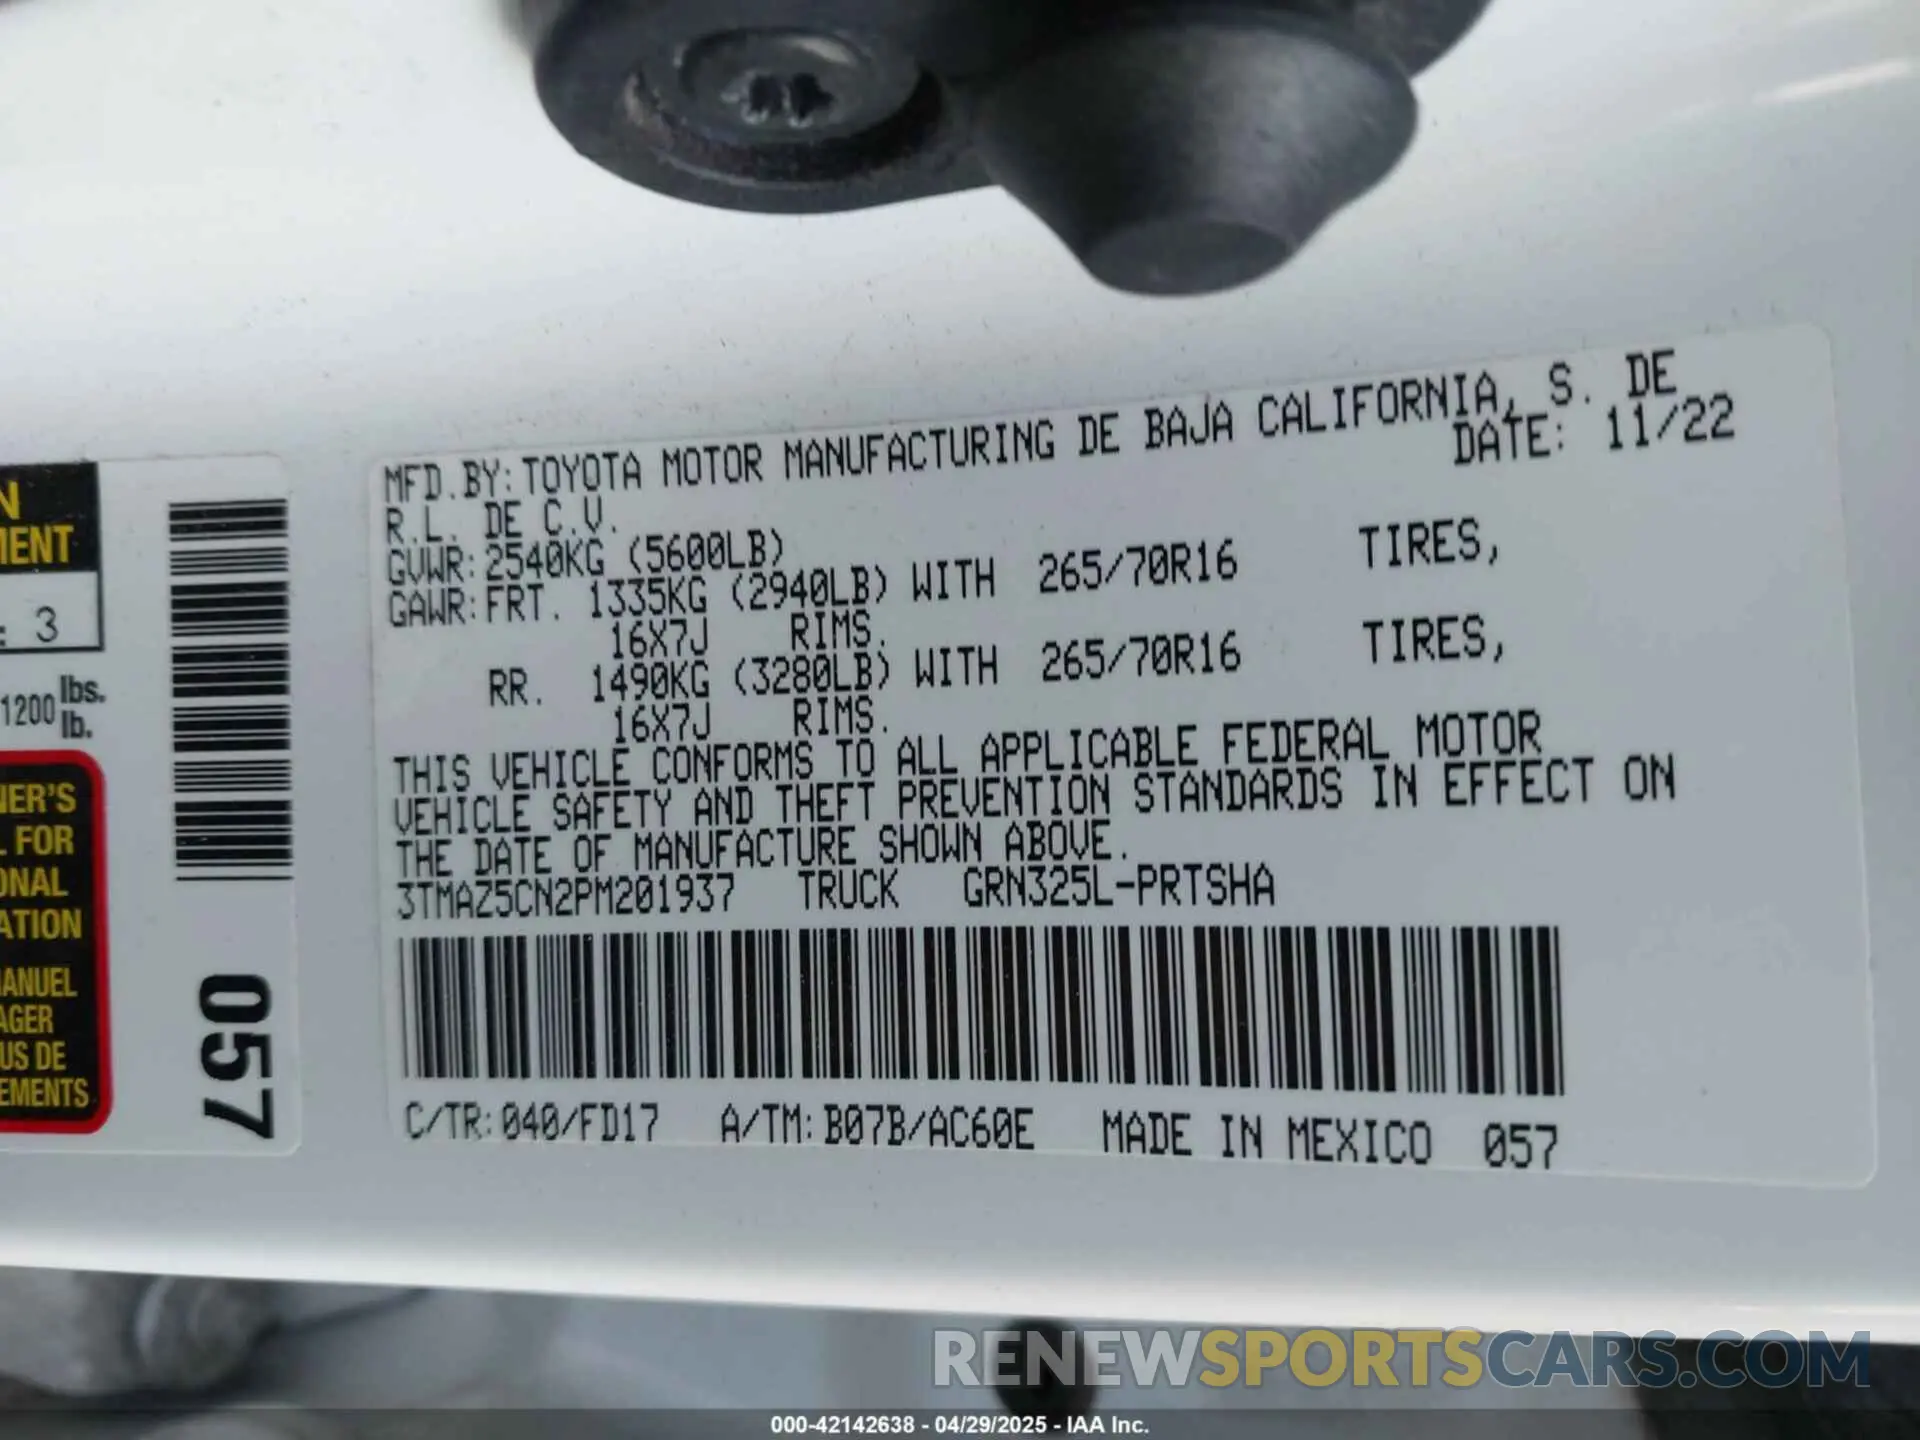 N
MENT
: 3
1200 lbs.
lb.
NER'S
L FOR
ONAL
ATION
MANUEL
AGER
US DE
EMENTS
057
MFD.BY:TOYOTA MOTOR MANUFACTURING DE BAJA CALIFORNIA, S. DE
R.L. DE C.V. DATE: 11/22
GVWR:2540KG (5600LB)
GAWR:FRT. 1335KG (2940LB) WITH 265/70R16 TIRES,
16X7J RIMS.
RR. 1490KG (3280LB) WITH 265/70R16 TIRES,
16X7J RIMS.
THIS VEHICLE CONFORMS TO ALL APPLICABLE FEDERAL MOTOR
VEHICLE SAFETY AND THEFT PREVENTION STANDARDS IN EFFECT ON
THE DATE OF MANUFACTURE SHOWN ABOVE.
3TMAZ5CN2PM201937 TRUCK GRN325L-PRTSHA
C/TR:040/FD17 A/TM:B07B/AC60E MADE IN MEXICO 057
RENEWSPORTSCARS.COM
000-42142638 - 04/29/2025 - IAA Inc.